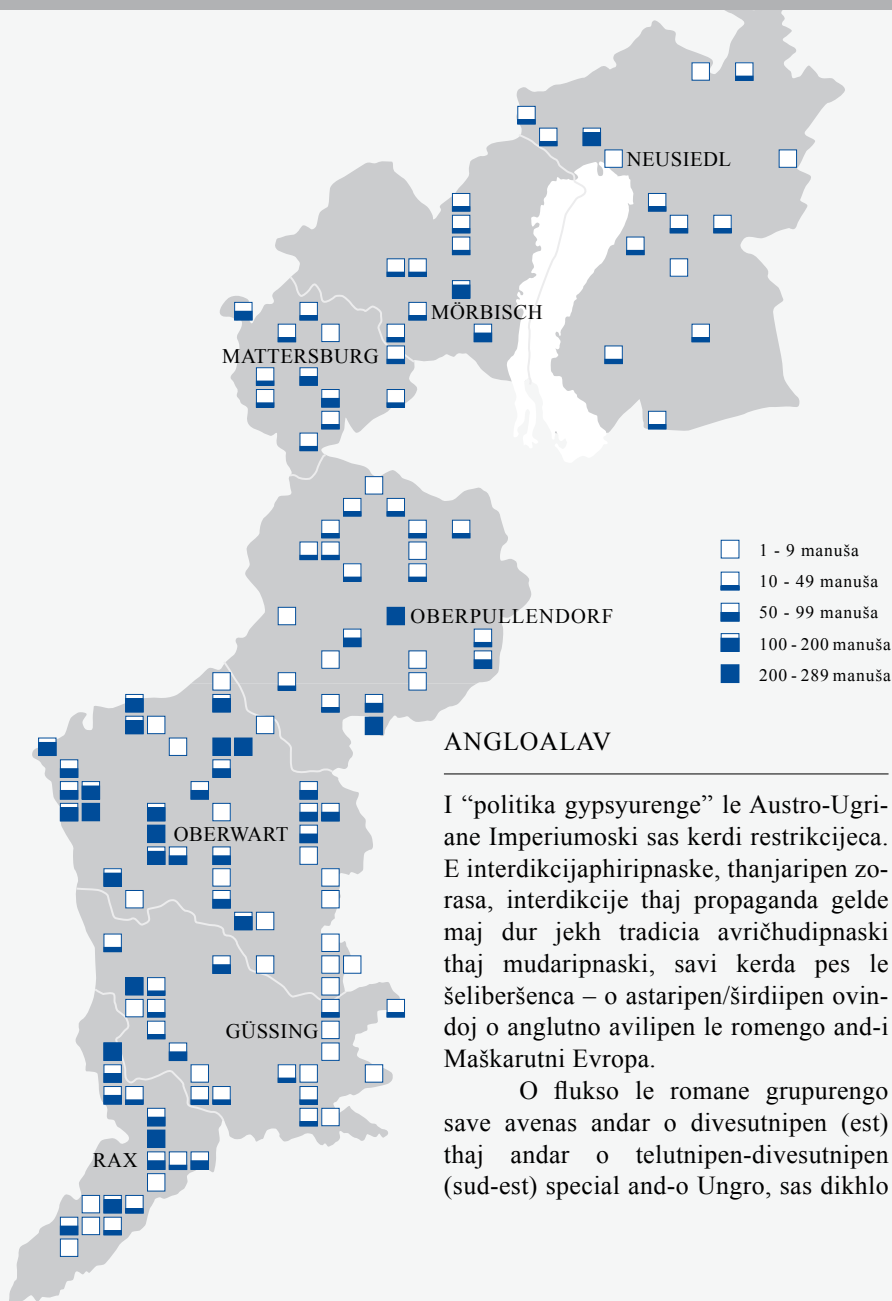 NEUSIEDL
MÖRBISCH
MATTERSBURG
1 - 9 manuša
10 - 49 manuša
OBERPULLENDORF
50 - 99 manuša
100 - 200 manuša
200 - 289 manuša
ANGLOALAV
I “politika gypsyurenge” le Austro-Ugri-
ane Imperiumoski sas kerdi restrikcijeca.
OBERWART
E interdikcijaphiripnaske, thanjaripen zo-
rasa, interdikcije thaj propaganda gelde
maj dur jekh tradicia avričhudipnaski
thaj mudaripnaski, savi kerda pes le
šeliberšenca – o astaripen/širdiipen ovin-
doj o anglutno avilipen le romengo and-i
Maškarutni Evropa.
GÜSSING
O flukso le romane grupurengo
save avenas andar o divesutnipen (est)
thaj andar o telutnipen-divesutnipen
(sud-est) special and-o Ungro, sas dikhlo
RAX